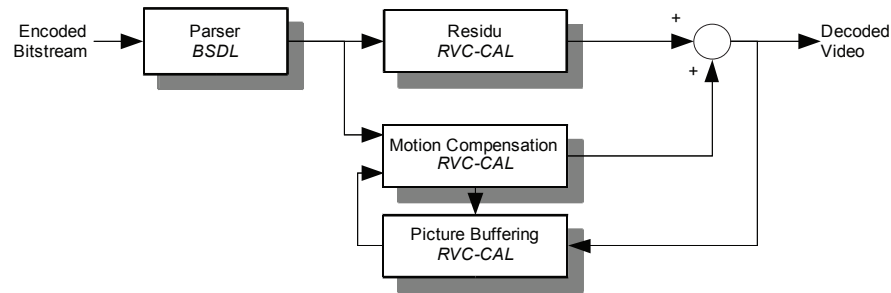 Encoded
Bitstream
Parser
BSDL
Residu
RVC-CAL
+
+
Decoded
Video
Motion Compensation
RVC-CAL
Picture Buffering
RVC-CAL